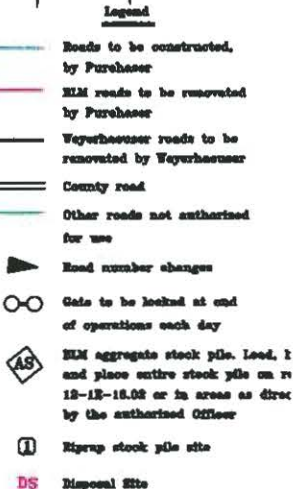 Legend
Roads to be constructed,
by Purchaser
BLM roads to be renovated
by Purchaser
Weyerhaeuser roads to be
renovated by Weyerhaeuser
County road
Other roads not authorized
for use
Road number changes
Gate to be locked at end
of operations each day
AS
BLM aggregate stock pile. Load,
and place entire stock pile on
12-12-16.02 or in areas as direc
by the authorized Officer
1
Riprap stock pile site
DS
Disposal Site